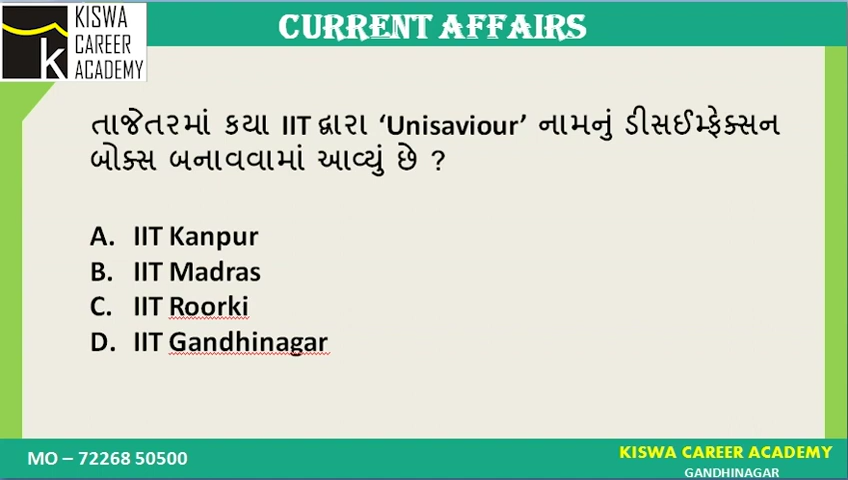 KISWA
CAREER
ACADEMY
k
CURRENT AFFAIRS
તાજેતરમાં કયા IIT દ્વારા ‘Unisaviour’ નામનું ડીસઈમ્ફેક્સન
બોક્સ બનાવવામાં આવ્યું છે ?
A. IIT Kanpur
B. IIT Madras
C. IIT Roorki
D. IIT Gandhinagar
MO – 72268 50500
KISWA CAREER ACADEMY
GANDHINAGAR